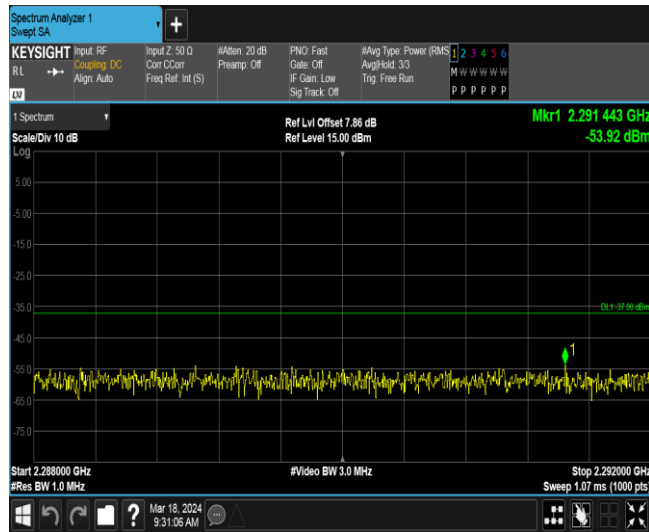 Spectrum Analyzer 1
Swept SA
+
KEYSIGHT
RL
LXI
Input: RF
Coupling: DC
Align: Auto
Input Z: 50 Ω
Corr CCorr
Freq Ref: Int (S)
#Atten: 20 dB
Preamp: Off
PNO: Fast
Gate: Off
IF Gain: Low
Sig Track: Off
#Avg Type: Power (RMS
Avg|Hold: 3/3
Trig: Free Run
1 2 3 4 5 6
M W W W W W
P P P P P P
1 Spectrum
Scale/Div 10 dB
Log
Ref Lvl Offset 7.86 dB
Ref Level 15.00 dBm
Mkr1 2.291 443 GHz
-53.92 dBm
5.00
-5.00
-15.0
-25.0
-35.0
DL1 -37.00 dBm
-45.0
1
-55.0
-65.0
-75.0
Start 2.288000 GHz
#Res BW 1.0 MHz
#Video BW 3.0 MHz
Stop 2.292000 GHz
Sweep 1.07 ms (1000 pts)
?
Mar 18, 2024
9:31:06 AM